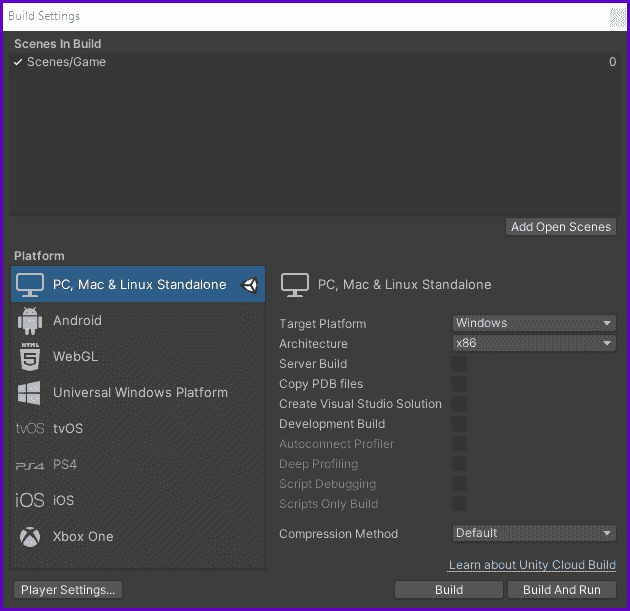 Build Settings
Scenes In Build
Scenes/Game 0
Add Open Scenes
Platform
PC, Mac & Linux Standalone
Android
HTML 5 WebGL
Universal Windows Platform
tvOS tvOS
PS4 PS4
iOS iOS
Xbox One
PC, Mac & Linux Standalone
Target Platform Windows
Architecture x86
Server Build
Copy PDB files
Create Visual Studio Solution
Development Build
Autoconnect Profiler
Deep Profiling
Script Debugging
Scripts Only Build
Compression Method Default
Learn about Unity Cloud Build
Player Settings... Build Build And Run